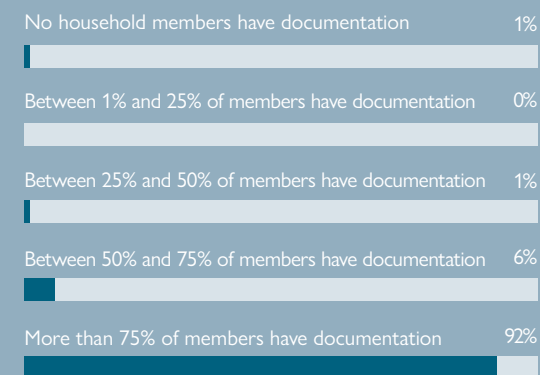 No household members have documentation 1%
Between 1% and 25% of members have documentation 0%
Between 25% and 50% of members have documentation 1%
Between 50% and 75% of members have documentation 6%
More than 75% of members have documentation 92%